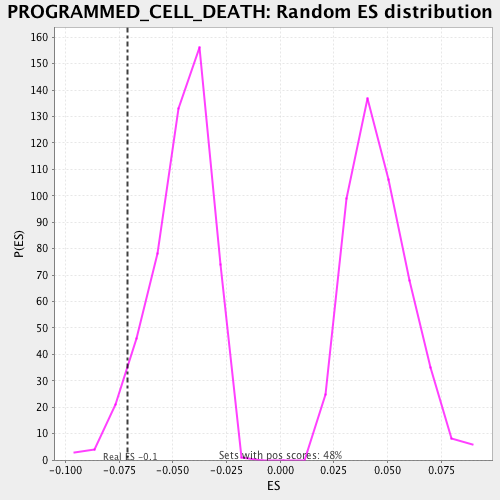 PROGRAMMED_CELL_DEATH: Random ES distribution
160
150
140
130
120
110
100
90
80
70
60
50
40
30
20
10
0
P(ES)
Real ES -0.1
Sets with pos scores: 48%
-0.100 -0.075 -0.050 -0.025 0.000 0.025 0.050 0.075
ES